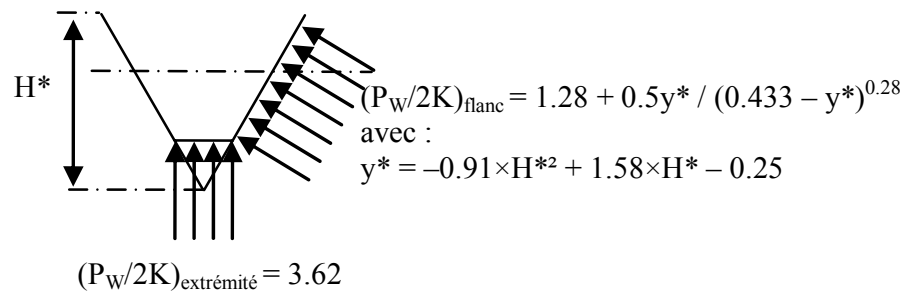 H*
(P_W/2K)_flanc = 1.28 + 0.5y* / (0.433 – y*)^0.28
avec :
y* = –0.91×H*² + 1.58×H* – 0.25
(P_W/2K)_extrémité = 3.62